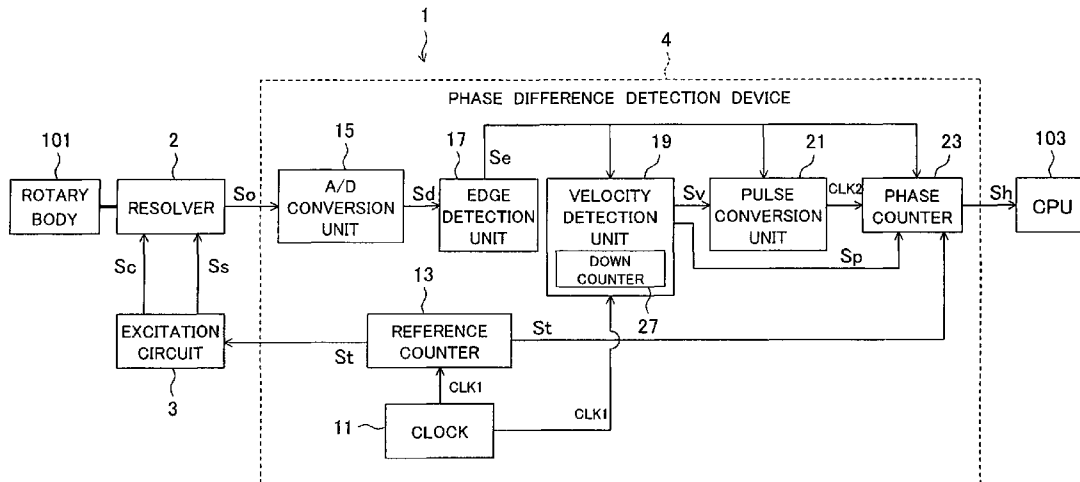 1
4
PHASE DIFFERENCE DETECTION DEVICE
101
ROTARY
BODY
2
RESOLVER
So
15
A/D
CONVERSION
UNIT
Sd
17
EDGE
DETECTION
UNIT
Se
19
VELOCITY
DETECTION
UNIT
DOWN
COUNTER
27
Sv
21
PULSE
CONVERSION
UNIT
CLK2
23
PHASE
COUNTER
Sh
103
CPU
Sp
Sc
Ss
EXCITATION
CIRCUIT
3
St
13
REFERENCE
COUNTER
St
CLK1
11
CLOCK
CLK1